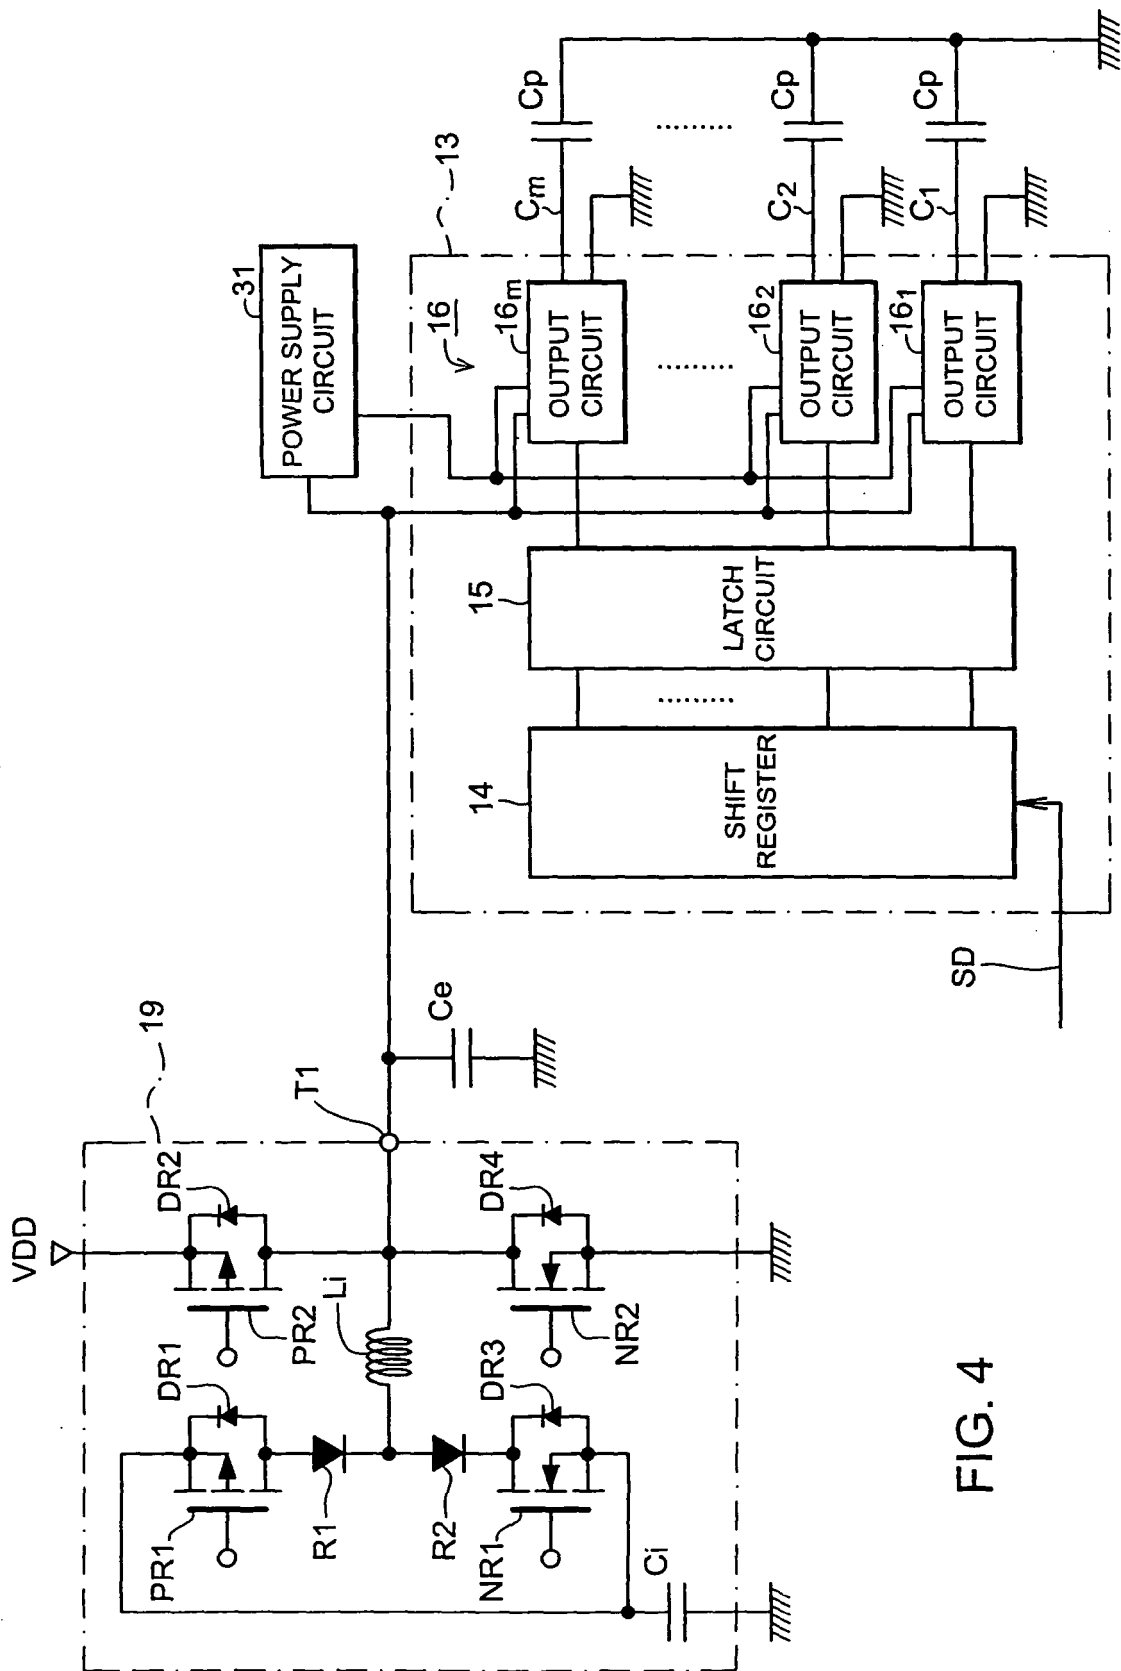 VDD
19
DR1
DR2
PR1
PR2
R1
Li
T1
R2
DR3
DR4
NR1
NR2
Ci
Ce
31
POWER SUPPLY
CIRCUIT
13
16
14
SHIFT
REGISTER
15
LATCH
CIRCUIT
16m
OUTPUT
CIRCUIT
Cm
Cp
.........
.........
.........
162
OUTPUT
CIRCUIT
C2
Cp
161
OUTPUT
CIRCUIT
C1
Cp
SD
FIG. 4